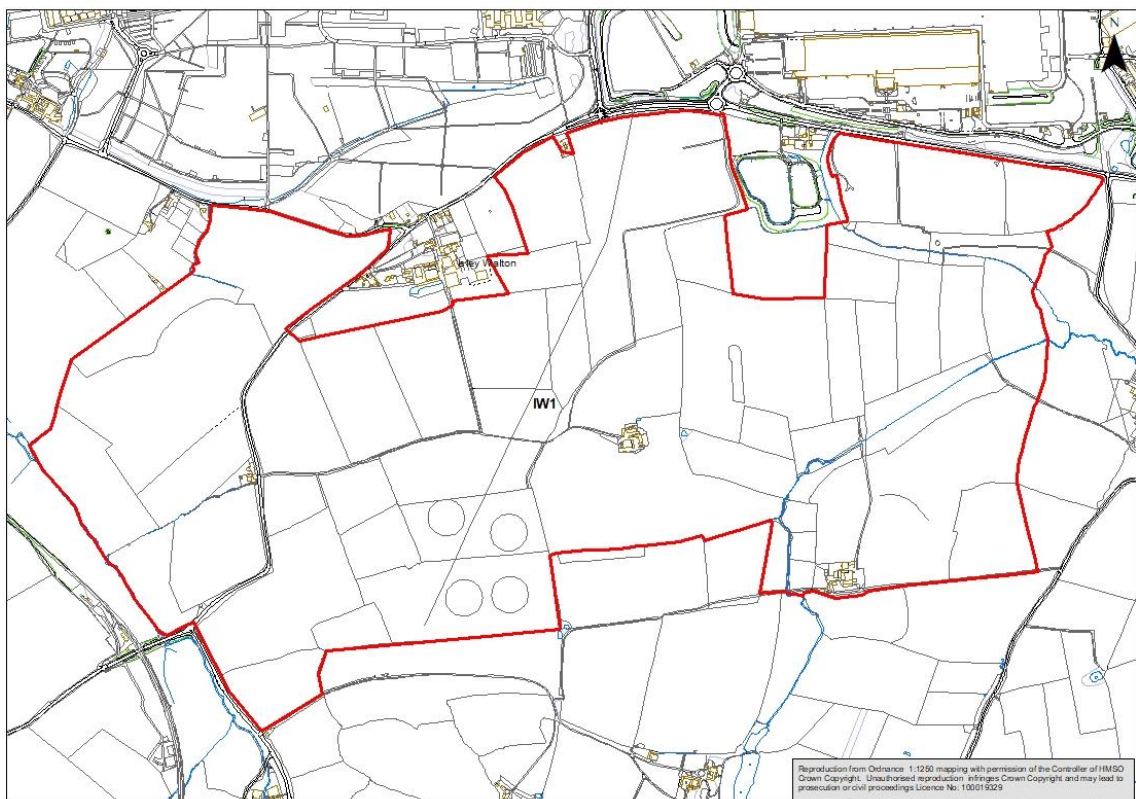 N
Walton
IW1
Reproduction from Ordnance 1:1250 mapping with permission of the Controller of HMSO
Crown Copyright. Unauthorised reproduction infringes Crown Copyright and may lead to
prosecution or civil proceedings Licence No: 100019329